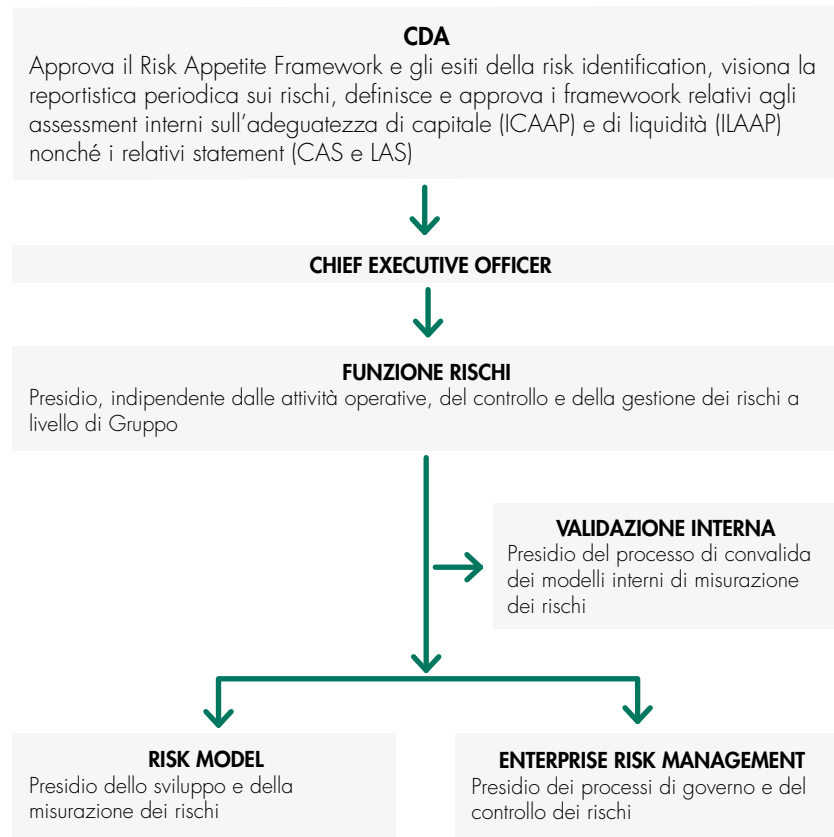 CDA
Approva il Risk Appetite Framework e gli esiti della risk identification, visiona la
reportistica periodica sui rischi, definisce e approva i framewoork relativi agli
assessment interni sull'adeguatezza di capitale (ICAAP) e di liquidità (ILAAP)
nonché i relativi statement (CAS e LAS)
CHIEF EXECUTIVE OFFICER
FUNZIONE RISCHI
Presidio, indipendente dalle attività operative, del controllo e della gestione dei rischi a
livello di Gruppo
VALIDAZIONE INTERNA
Presidio del processo di convalida
dei modelli interni di misurazione
dei rischi
RISK MODEL
Presidio dello sviluppo e della
misurazione dei rischi
ENTERPRISE RISK MANAGEMENT
Presidio dei processi di governo e del
controllo dei rischi